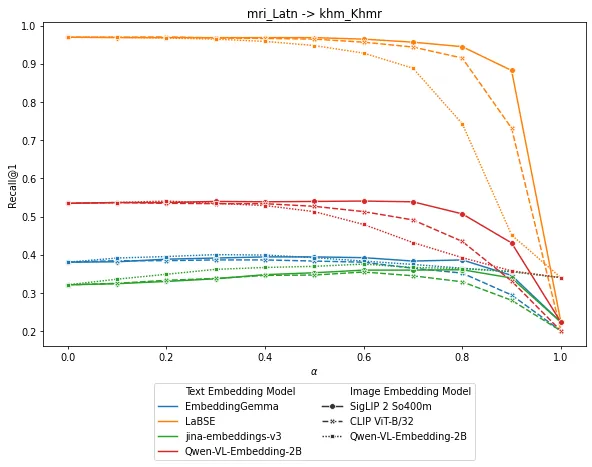 mri_Latn -> khm_Khmr
Recall@1
1.0
0.9
0.8
0.7
0.6
0.5
0.4
0.3
0.2
0.0 0.2 0.4 0.6 0.8 1.0
α
Text Embedding Model Image Embedding Model
EmbeddingGemma SigLIP 2 So400m
LaBSE CLIP ViT-B/32
jina-embeddings-v3 Qwen-VL-Embedding-2B
Qwen-VL-Embedding-2B